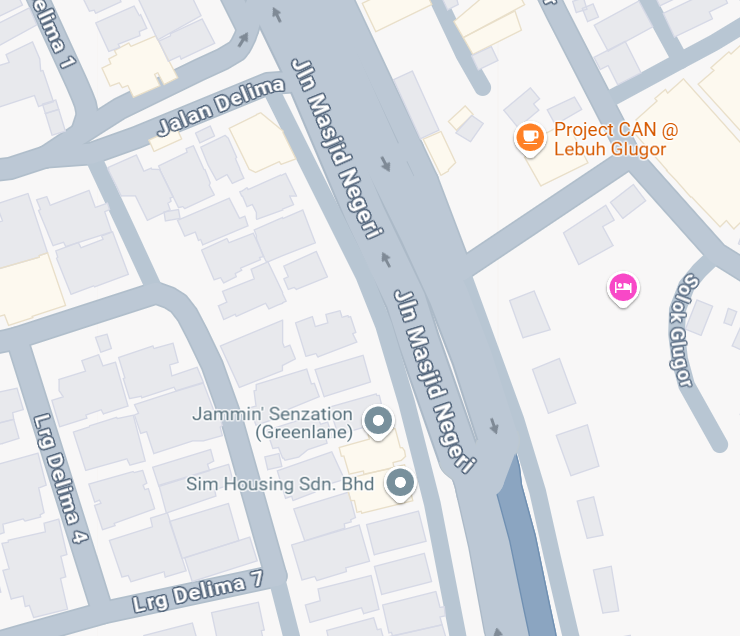 elima 1
Jalan Delima
Jln Masjid Negeri
Project CAN @
Lebuh Glugor
Solok Glugor
Jln Masjid Negeri
Jammin' Senzation
(Greenlane)
Sim Housing Sdn. Bhd
Lrg Delima 4
Lrg Delima 7